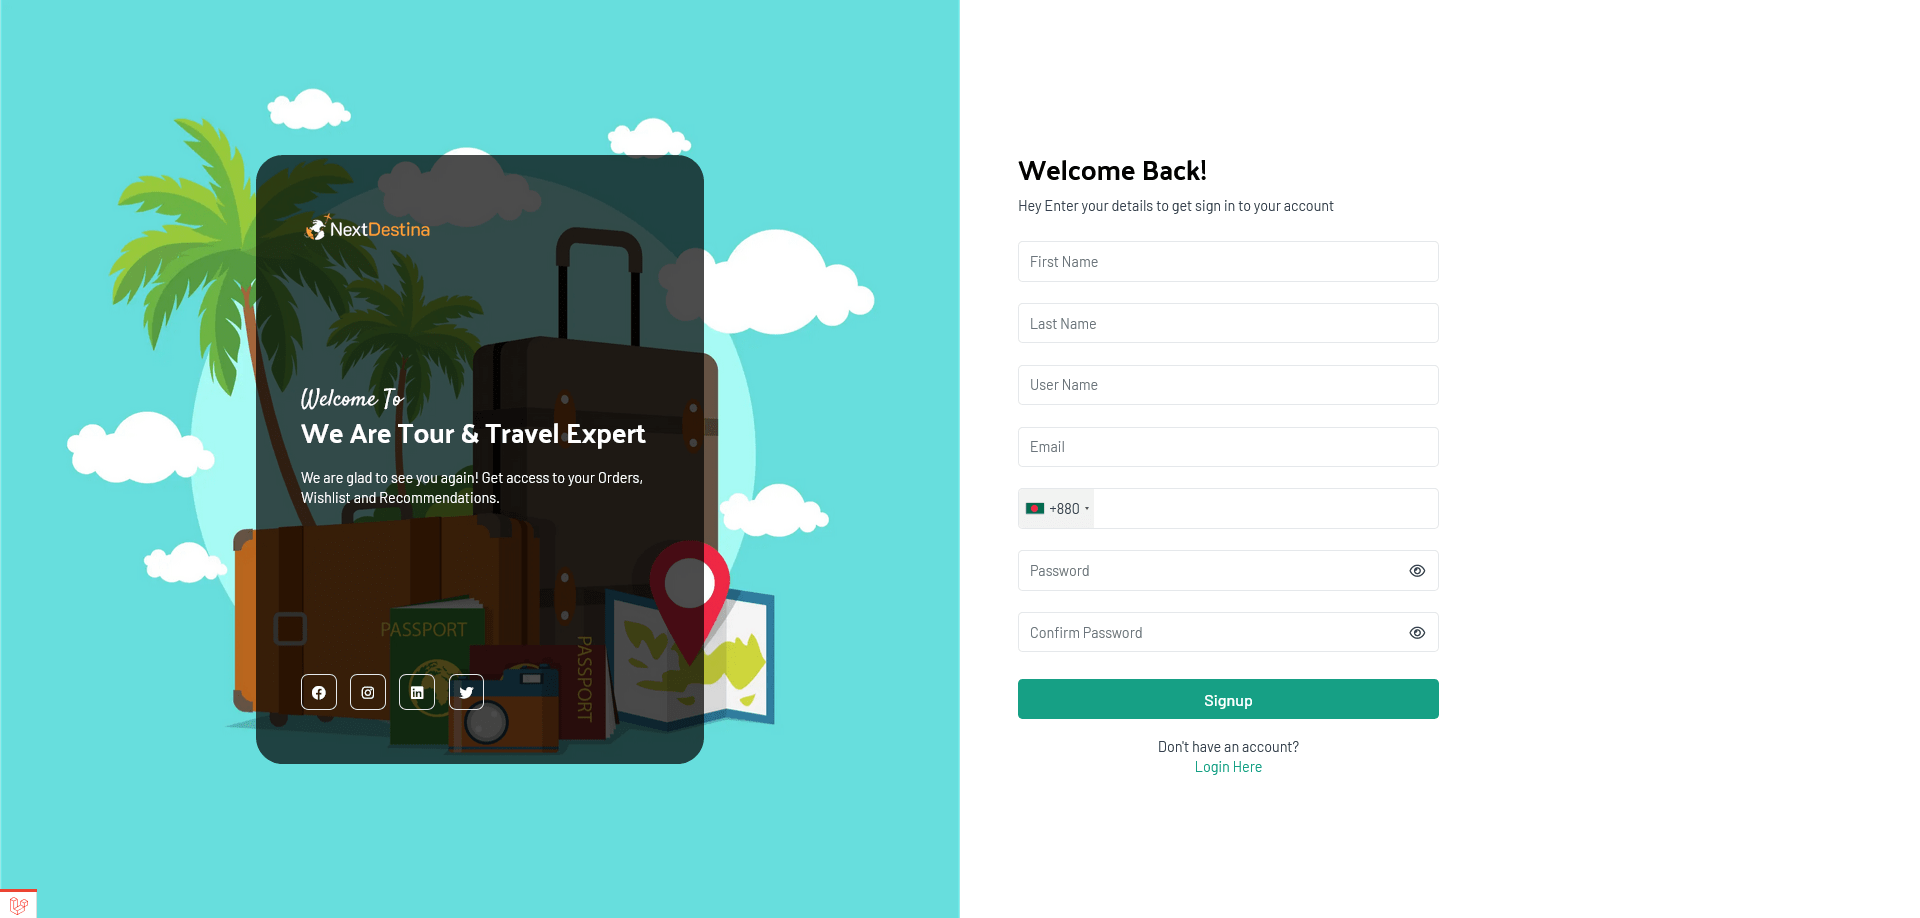 NextDestina
Welcome To
We Are Tour & Travel Expert
We are glad to see you again! Get access to your Orders,
Wishlist and Recommendations.
PASSPORT
PASSPORT
Welcome Back!
Hey Enter your details to get sign in to your account
First Name
Last Name
User Name
Email
+880
Password
Confirm Password
Signup
Don't have an account?
Login Here